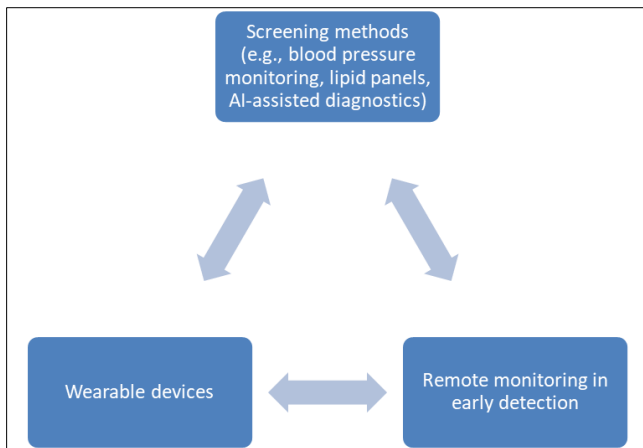 Screening methods
(e.g., blood pressure
monitoring, lipid panels,
AI-assisted diagnostics)
Wearable devices
Remote monitoring in
early detection